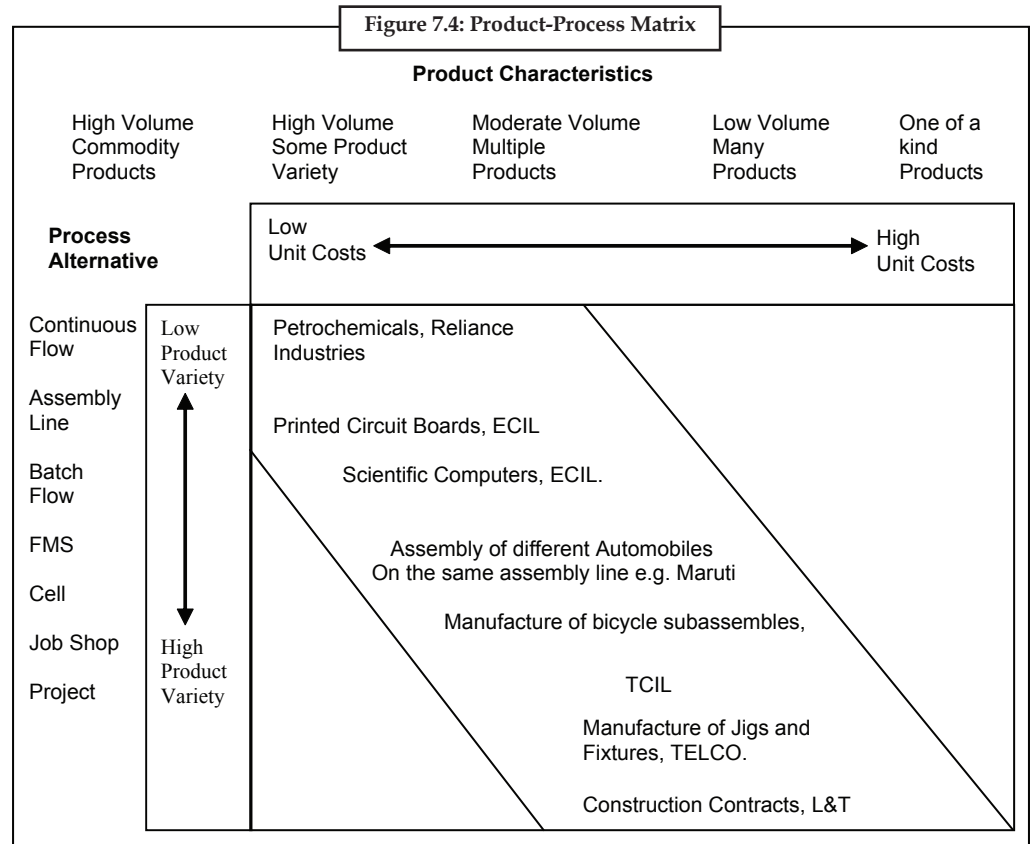 Figure 7.4: Product-Process Matrix
Product Characteristics
High Volume
Commodity
Products
High Volume
Some Product
Variety
Moderate Volume
Multiple
Products
Low Volume
Many
Products
One of a
kind
Products
Process
Alternative
Low
Unit Costs
High
Unit Costs
Continuous
Flow
Assembly
Line
Batch
Flow
FMS
Cell
Job Shop
Project
Low
Product
Variety
High
Product
Variety
Petrochemicals, Reliance
Industries
Printed Circuit Boards, ECIL
Scientific Computers, ECIL.
Assembly of different Automobiles
On the same assembly line e.g. Maruti
Manufacture of bicycle subassembles,
TCIL
Manufacture of Jigs and
Fixtures, TELCO.
Construction Contracts, L&T